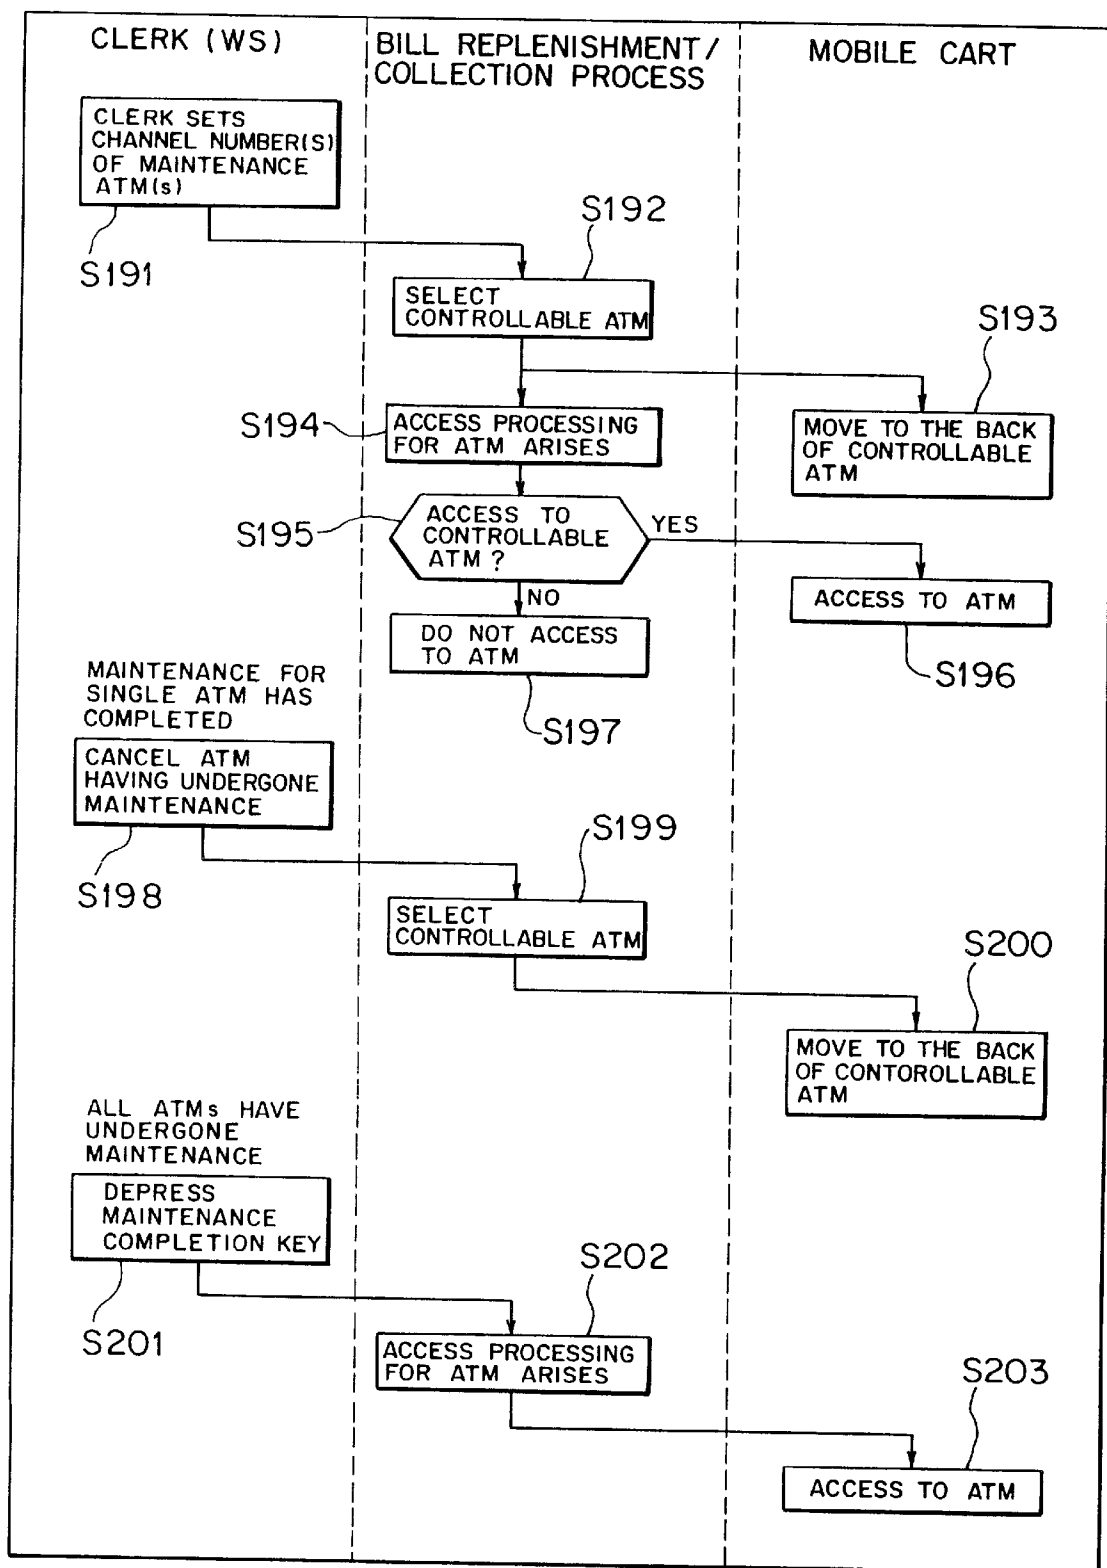 CLERK (WS)
BILL REPLENISHMENT/
COLLECTION PROCESS
MOBILE CART
CLERK SETS
CHANNEL NUMBER(S)
OF MAINTENANCE
ATM(s)
S191
S192
SELECT
CONTROLLABLE ATM
S193
MOVE TO THE BACK
OF CONTROLLABLE
ATM
S194
ACCESS PROCESSING
FOR ATM ARISES
S195
ACCESS TO
CONTROLLABLE
ATM ?
YES
NO
ACCESS TO ATM
S196
DO NOT ACCESS
TO ATM
S197
MAINTENANCE FOR
SINGLE ATM HAS
COMPLETED
CANCEL ATM
HAVING UNDERGONE
MAINTENANCE
S198
S199
SELECT
CONTROLLABLE ATM
S200
MOVE TO THE BACK
OF CONTOROLLABLE
ATM
ALL ATMs HAVE
UNDERGONE
MAINTENANCE
DEPRESS
MAINTENANCE
COMPLETION KEY
S201
S202
ACCESS PROCESSING
FOR ATM ARISES
S203
ACCESS TO ATM